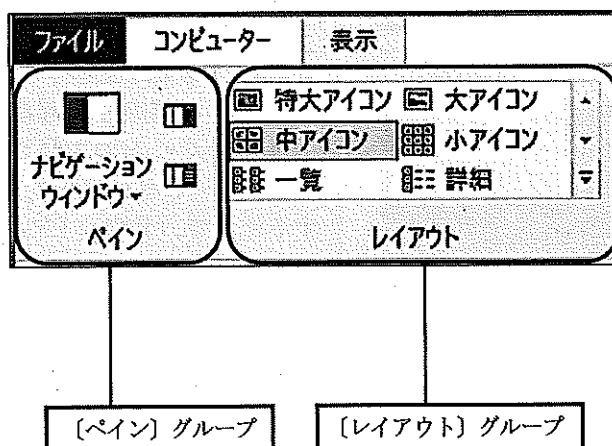 ファイル コンピューター 表示
特大アイコン 大アイコン
中アイコン 小アイコン
ナビゲーション
ウィンドウ
一覧 詳細
ペイン レイアウト
〔ペイン〕グループ 〔レイアウト〕グループ